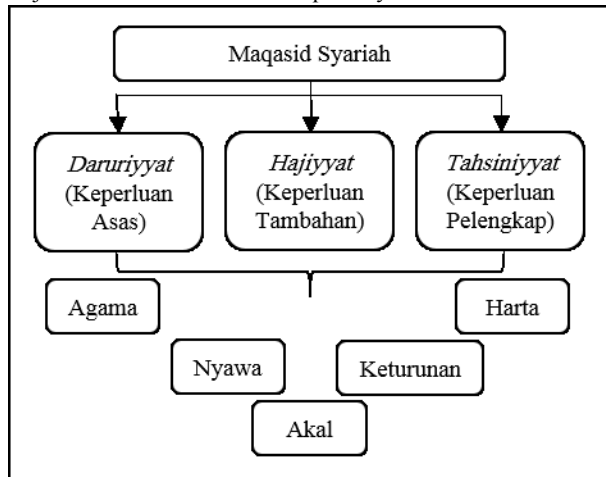 Maqasid Syariah
Daruriyyat
(Keperluan
Asas)
Hajiyyat
(Keperluan
Tambahan)
Tahsiniyyat
(Keperluan
Pelengkap)
Agama
Harta
Nyawa
Keturunan
Akal